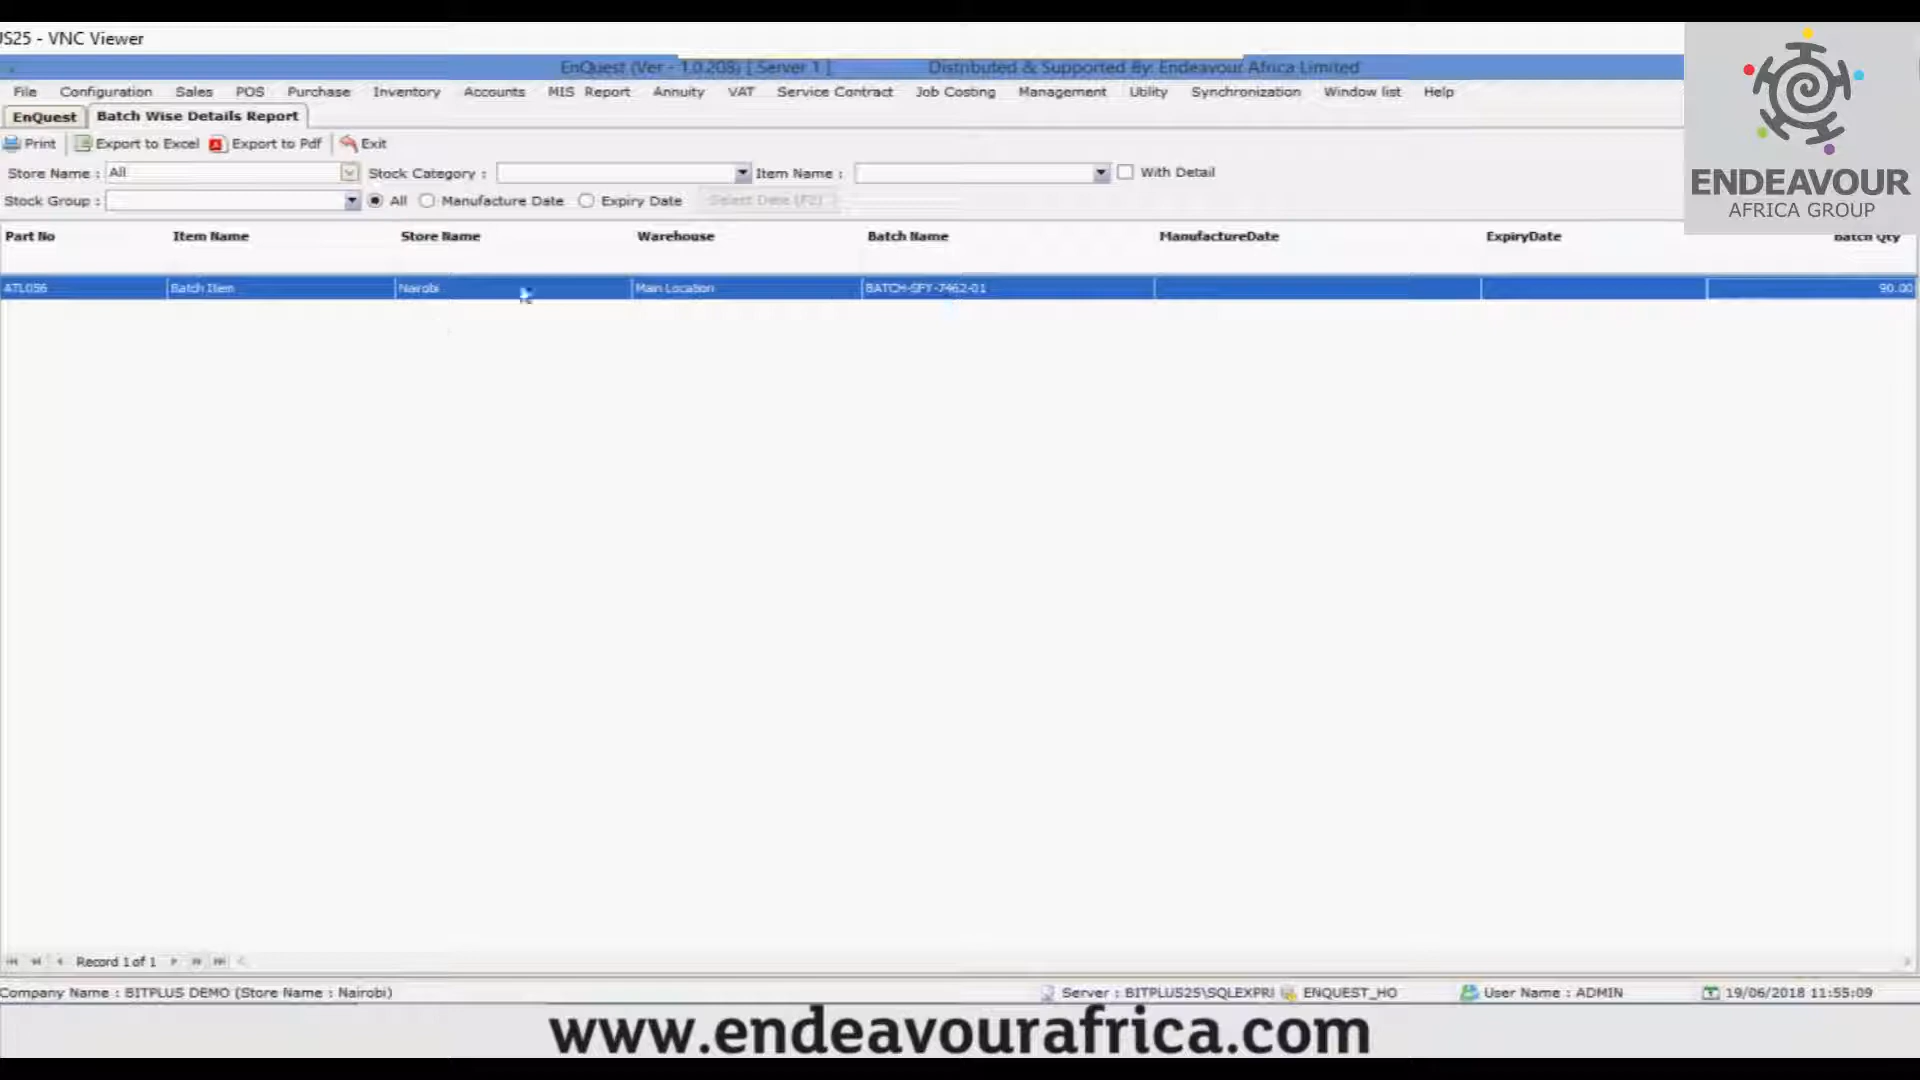 US25 - VNC Viewer
EnQuest (Ver - 1.0.208) [ Server 1 ] Distributed & Supported By: Endeavour Africa Limited
File Configuration Sales POS Purchase Inventory Accounts MIS Report Annuity VAT Service Contract Job Costing Management Utility Synchronization Window list Help
EnQuest Batch Wise Details Report
Print Export to Excel Export to Pdf Exit
Store Name : All Stock Category : Item Name : With Detail
Stock Group : All Manufacture Date Expiry Date Select Date (F2)
ENDEAVOUR
AFRICA GROUP
Part No Item Name Store Name Warehouse Batch Name ManufactureDate ExpiryDate Batch Qty
ATL056 Batch Item Nairobi Main Location BATCH-SFY-7462-01 90.00
Record 1 of 1
Company Name : BITPLUS DEMO (Store Name : Nairobi) Server : BITPLUS25\SQLEXPR ENQUEST_HO User Name : ADMIN 19/06/2018 11:55:09
www.endeavourafrica.com